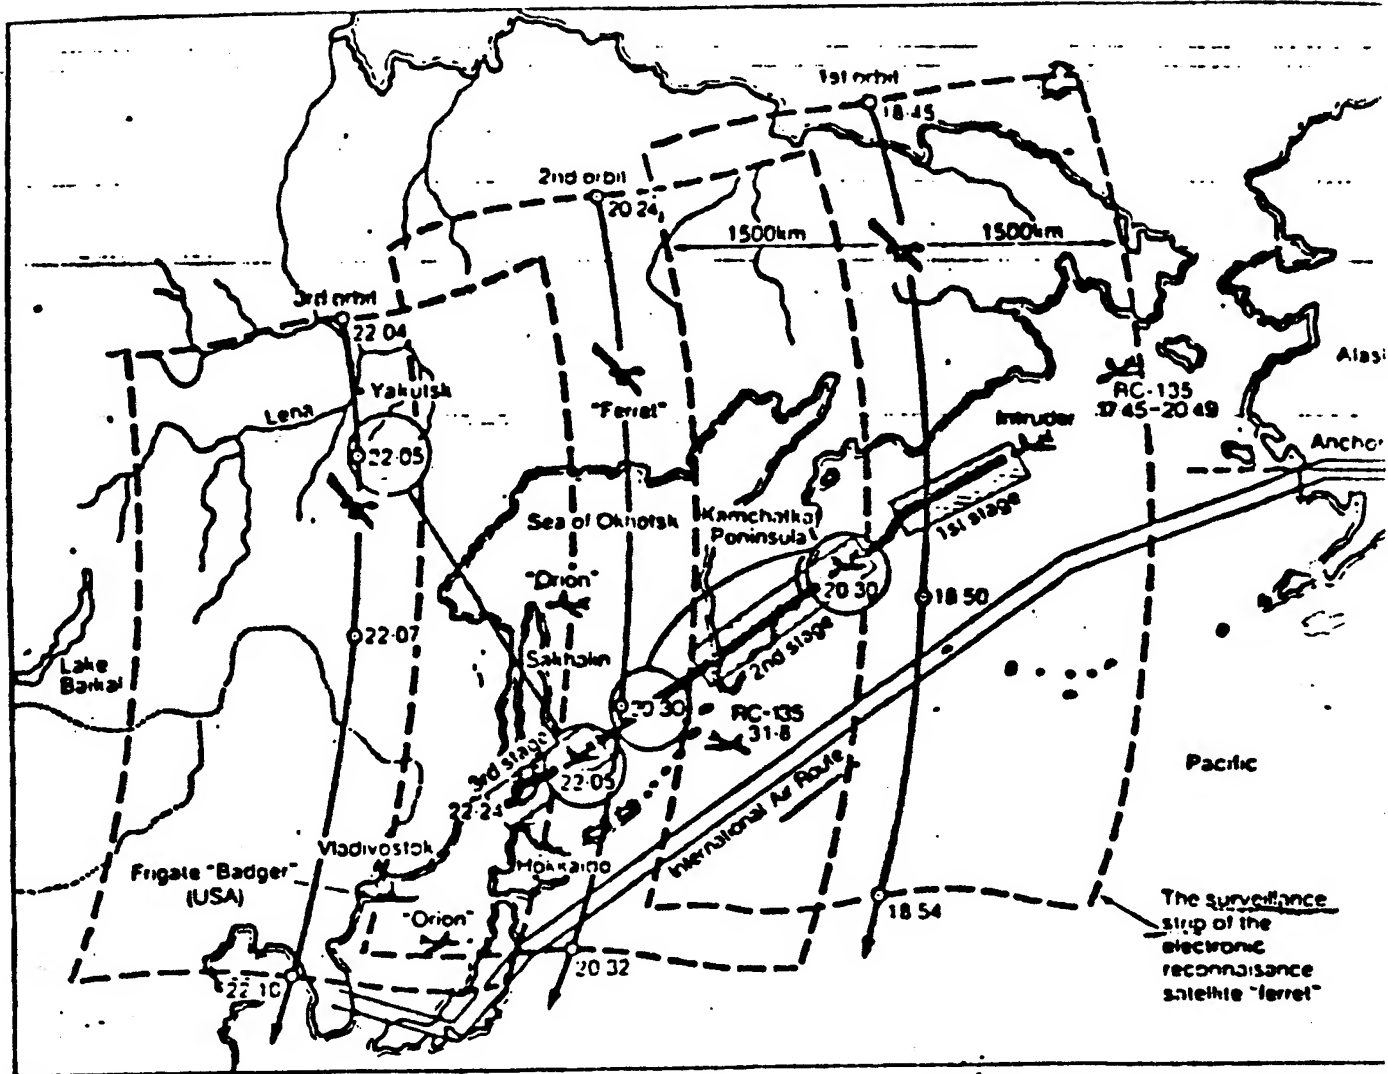 1st orbit
18·45
2nd orbit
20·24
1500km
1500km
3rd orbit
22·04
Yakutsk
Lena
"Ferret"
RC-135
17·45-20·49
Alas
Intruder
Anchor
22·05
Sea of Okhotsk
Kamchatka
Peninsula
1st stage
"Orion"
20·30
18·50
22·07
2nd stage
Sakhalin
Lake
Baikal
20·30
RC-135
31·8
3rd stage
22·05
22·24
International Air Route
Pacific
Vladivostok
Hokkaido
Frigate "Badger"
(USA)
"Orion"
18·54
The surveillance
strip of the
electronic
reconnaisance
satellite "ferret"
22·10
20·32